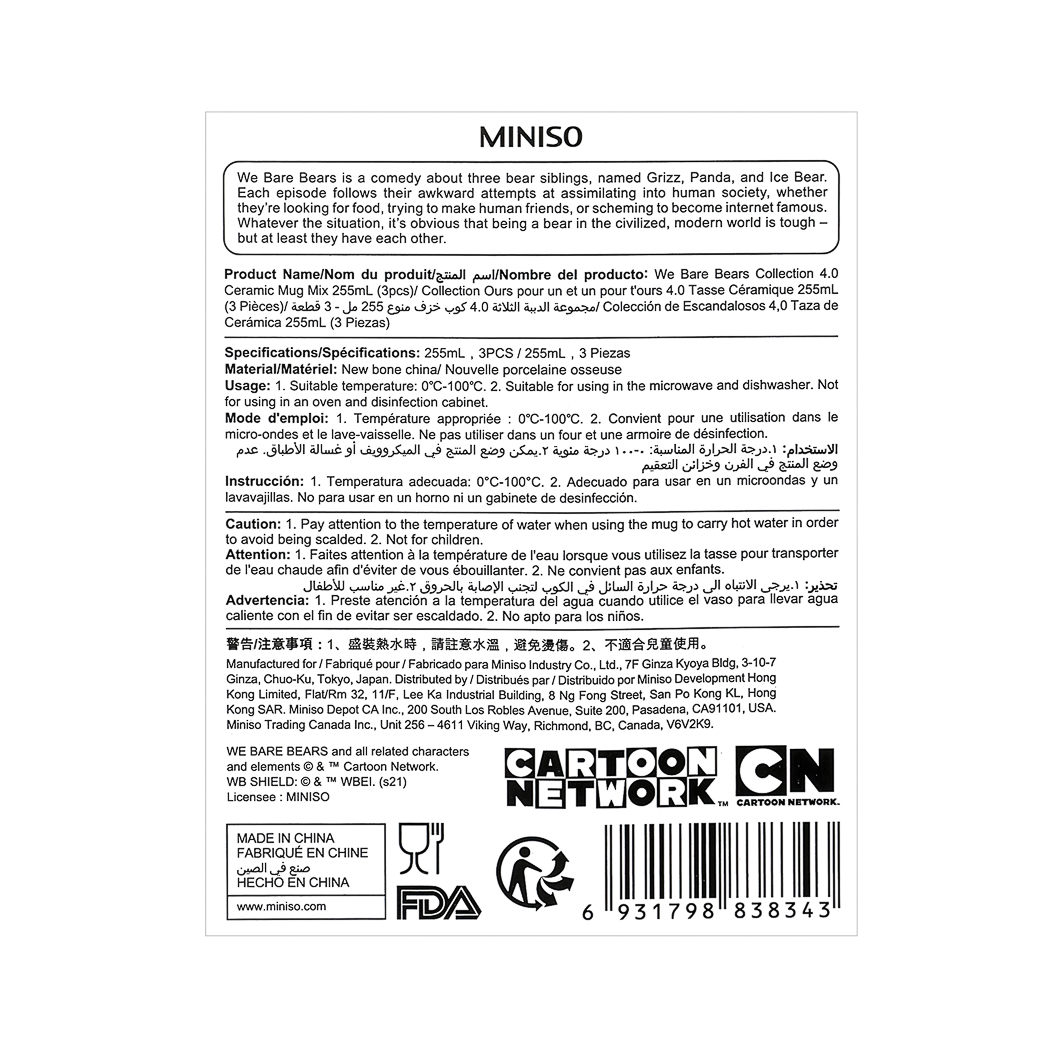 MINISO
We Bare Bears is a comedy about three bear siblings, named Grizz, Panda, and Ice Bear.
Each episode follows their awkward attempts at assimilating into human society, whether
they're looking for food, trying to make human friends, or scheming to become internet famous.
Whatever the situation, it's obvious that being a bear in the civilized, modern world is tough –
but at least they have each other.
Product Name/Nom du produit/اسم المنتج/Nombre del producto: We Bare Bears Collection 4.0
Ceramic Mug Mix 255mL (3pcs)/ Collection Ours pour un et un pour t'ours 4.0 Tasse Céramique 255mL
(3 Pièces)/ مجموعة الدببة الثلاثة 4.0 كوب خزف منوع 255 مل - 3 قطعة/ Colección de Escandalosos 4,0 Taza de
Cerámica 255mL (3 Piezas)
Specifications/Spécifications: 255mL , 3PCS / 255mL , 3 Piezas
Material/Matériel: New bone china/ Nouvelle porcelaine osseuse
Usage: 1. Suitable temperature: 0℃-100℃. 2. Suitable for using in the microwave and dishwasher. Not
for using in an oven and disinfection cabinet.
Mode d'emploi: 1. Température appropriée : 0℃-100℃. 2. Convient pour une utilisation dans le
micro-ondes et le lave-vaisselle. Ne pas utiliser dans un four et une armoire de désinfection.
الاستخدام: ١.درجة الحرارة المناسبة: ٠-١٠٠ درجة مئوية ٢.يمكن وضع المنتج في الميكروويف أو غسالة الأطباق. عدم
وضع المنتج في الفرن وخزائن التعقيم
Instrucción: 1. Temperatura adecuada: 0°C-100°C. 2. Adecuado para usar en un microondas y un
lavavajillas. No para usar en un horno ni un gabinete de desinfección.
Caution: 1. Pay attention to the temperature of water when using the mug to carry hot water in order
to avoid being scalded. 2. Not for children.
Attention: 1. Faites attention à la température de l'eau lorsque vous utilisez la tasse pour transporter
de l'eau chaude afin d'éviter de vous ébouillanter. 2. Ne convient pas aux enfants.
تحذير: ١.يرجى الانتباه الى درجة حرارة السائل في الكوب لتجنب الإصابة بالحروق ٢.غير مناسب للأطفال
Advertencia: 1. Preste atención a la temperatura del agua cuando utilice el vaso para llevar agua
caliente con el fin de evitar ser escaldado. 2. No apto para los niños.
警告/注意事項：1、盛裝熱水時，請註意水溫，避免燙傷。2、不適合兒童使用。
Manufactured for / Fabriqué pour / Fabricado para Miniso Industry Co., Ltd., 7F Ginza Kyoya Bldg, 3-10-7
Ginza, Chuo-Ku, Tokyo, Japan. Distributed by / Distribués par / Distribuido por Miniso Development Hong
Kong Limited, Flat/Rm 32, 11/F, Lee Ka Industrial Building, 8 Ng Fong Street, San Po Kong KL, Hong
Kong SAR. Miniso Depot CA Inc., 200 South Los Robles Avenue, Suite 200, Pasadena, CA91101, USA.
Miniso Trading Canada Inc., Unit 256 – 4611 Viking Way, Richmond, BC, Canada, V6V2K9.
WE BARE BEARS and all related characters
and elements © & ™ Cartoon Network.
WB SHIELD: © & ™ WBEI. (s21)
Licensee : MINISO
CARTOON
NETWORK™
CN
CARTOON NETWORK.
MADE IN CHINA
FABRIQUÉ EN CHINE
صنع في الصين
HECHO EN CHINA
www.miniso.com
FDA
6 931798 838343